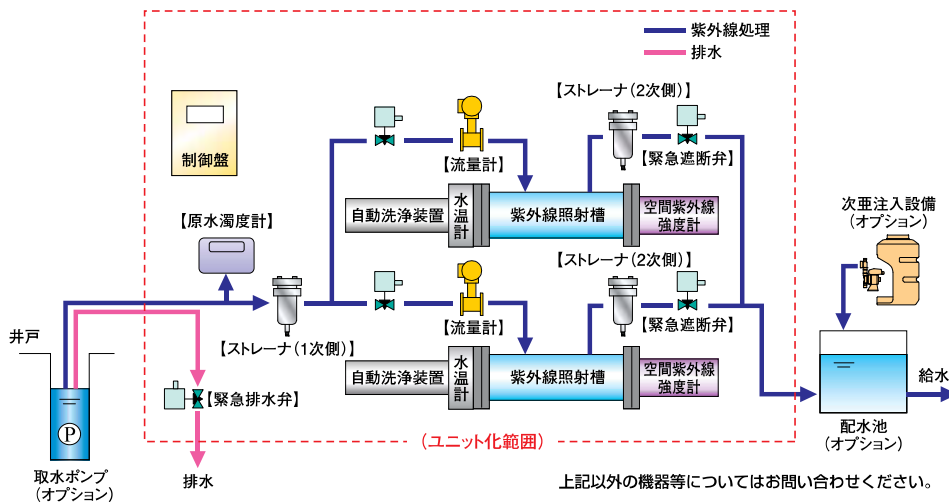 紫外線処理
排水
制御盤
【ストレーナ(2次側)】
【流量計】
【緊急遮断弁】
自動洗浄装置
水温計
紫外線照射槽
空間紫外線
強度計
【原水濁度計】
【ストレーナ(1次側)】
【ストレーナ(2次側)】
【流量計】
【緊急遮断弁】
自動洗浄装置
水温計
紫外線照射槽
空間紫外線
強度計
次亜注入設備
(オプション)
井戸
P
取水ポンプ
(オプション)
【緊急排水弁】
排水
(ユニット化範囲)
給水
配水池
(オプション)
上記以外の機器等についてはお問い合わせください。